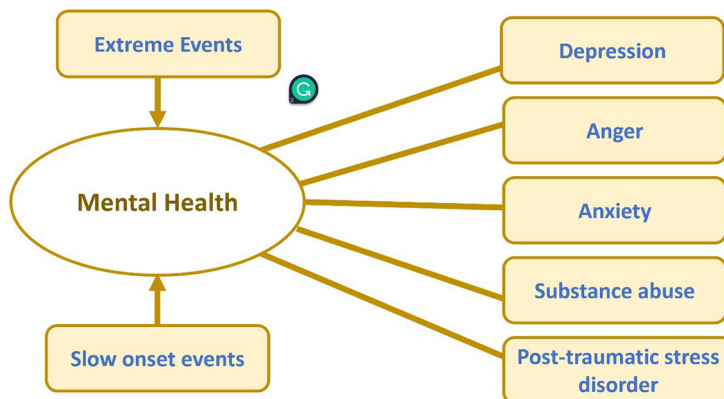 Extreme Events
Depression
Anger
Mental Health
Anxiety
Substance abuse
Slow onset events
Post-traumatic stress
disorder